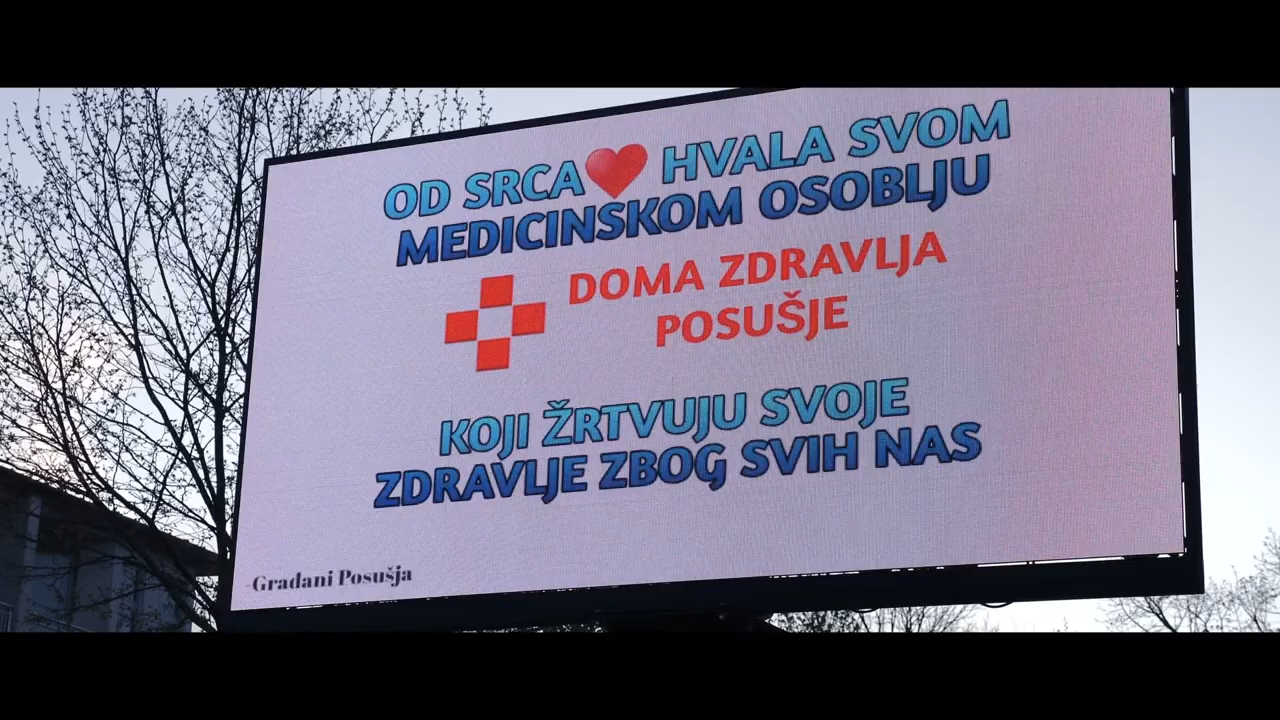 OD SRCA❤️ HVALA SVOM
MEDICINSKOM OSOBLJU
DOMA ZDRAVLJA
POSUŠJE
KOJI ŽRTVUJU SVOJE
ZDRAVLJE ZBOG SVIH NAS
-Građani Posušja